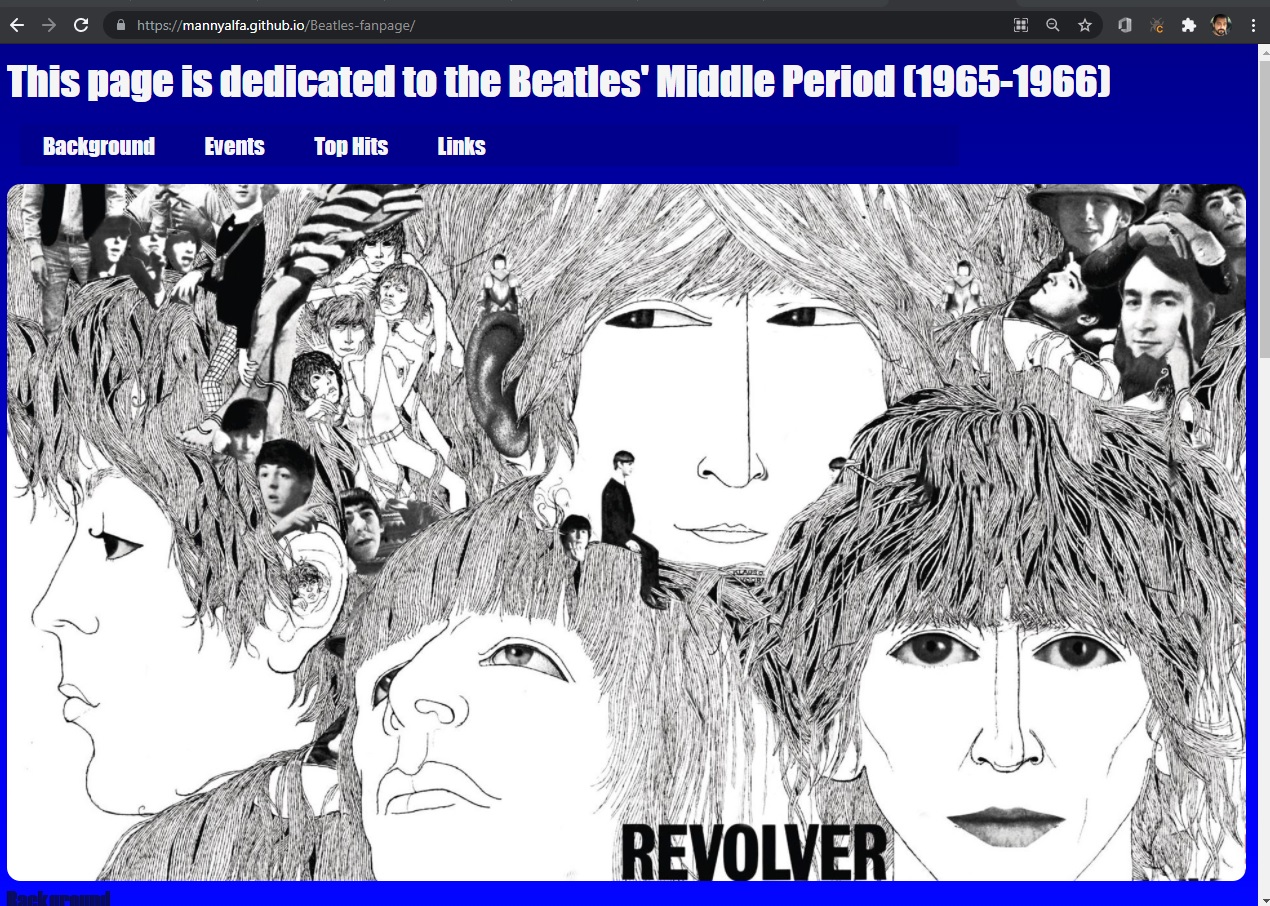 https://mannyalfa.github.io/Beatles-fanpage/
This page is dedicated to the Beatles' Middle Period (1965-1966)
Background Events Top Hits Links
REVOLVER
Background